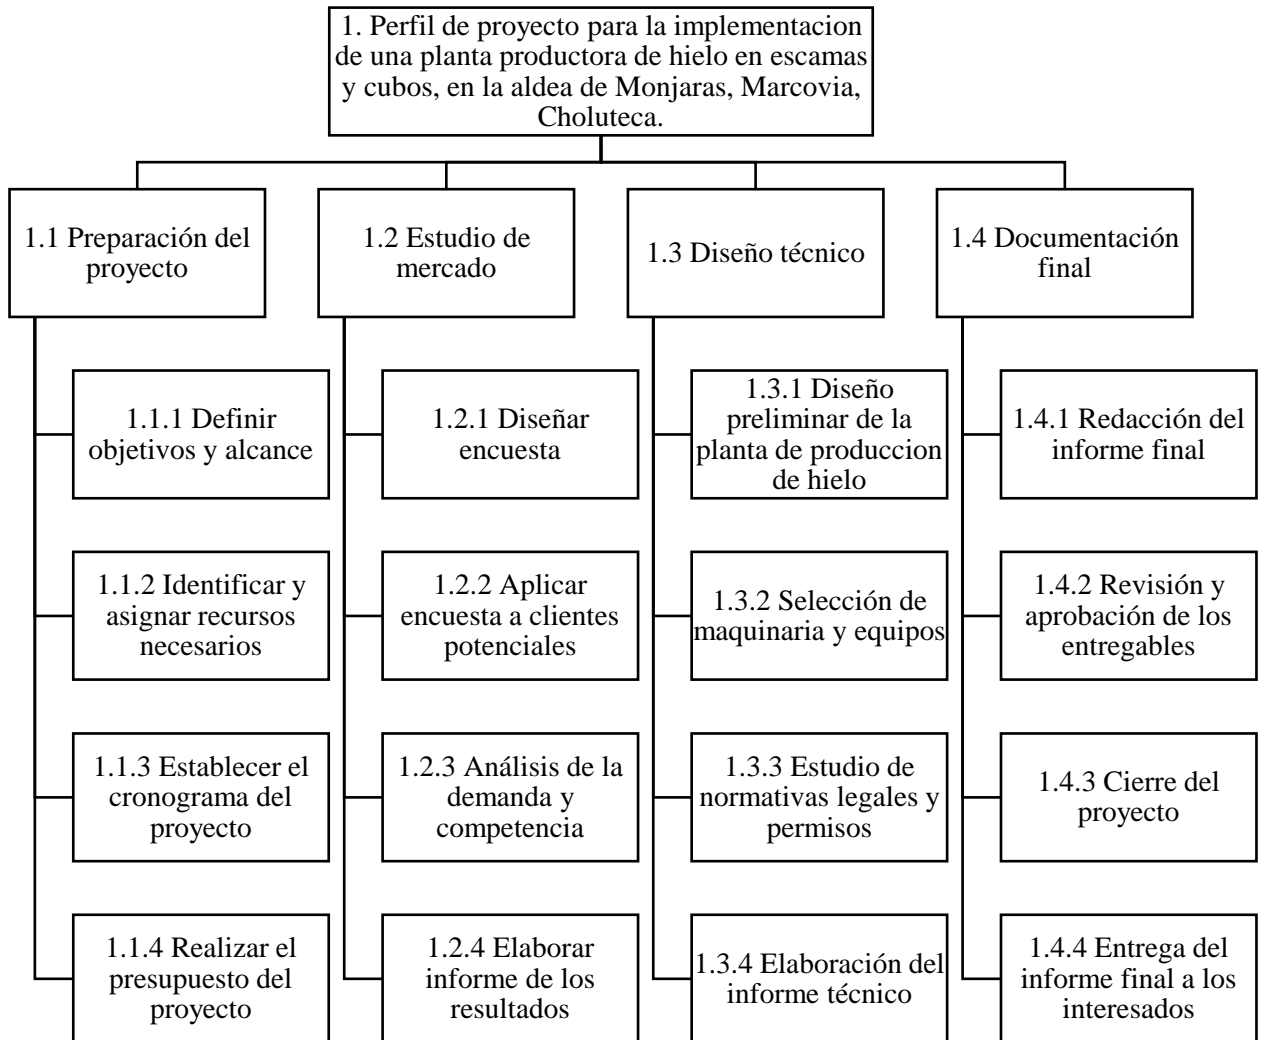 1. Perfil de proyecto para la implementacion
de una planta productora de hielo en escamas
y cubos, en la aldea de Monjaras, Marcovia,
Choluteca.
1.1 Preparación del
proyecto
1.2 Estudio de
mercado
1.3 Diseño técnico
1.4 Documentación
final
1.1.1 Definir
objetivos y alcance
1.2.1 Diseñar
encuesta
1.3.1 Diseño
preliminar de la
planta de produccion
de hielo
1.4.1 Redacción del
informe final
1.1.2 Identificar y
asignar recursos
necesarios
1.2.2 Aplicar
encuesta a clientes
potenciales
1.3.2 Selección de
maquinaria y equipos
1.4.2 Revisión y
aprobación de los
entregables
1.1.3 Establecer el
cronograma del
proyecto
1.2.3 Análisis de la
demanda y
competencia
1.3.3 Estudio de
normativas legales y
permisos
1.4.3 Cierre del
proyecto
1.1.4 Realizar el
presupuesto del
proyecto
1.2.4 Elaborar
informe de los
resultados
1.3.4 Elaboración del
informe técnico
1.4.4 Entrega del
informe final a los
interesados